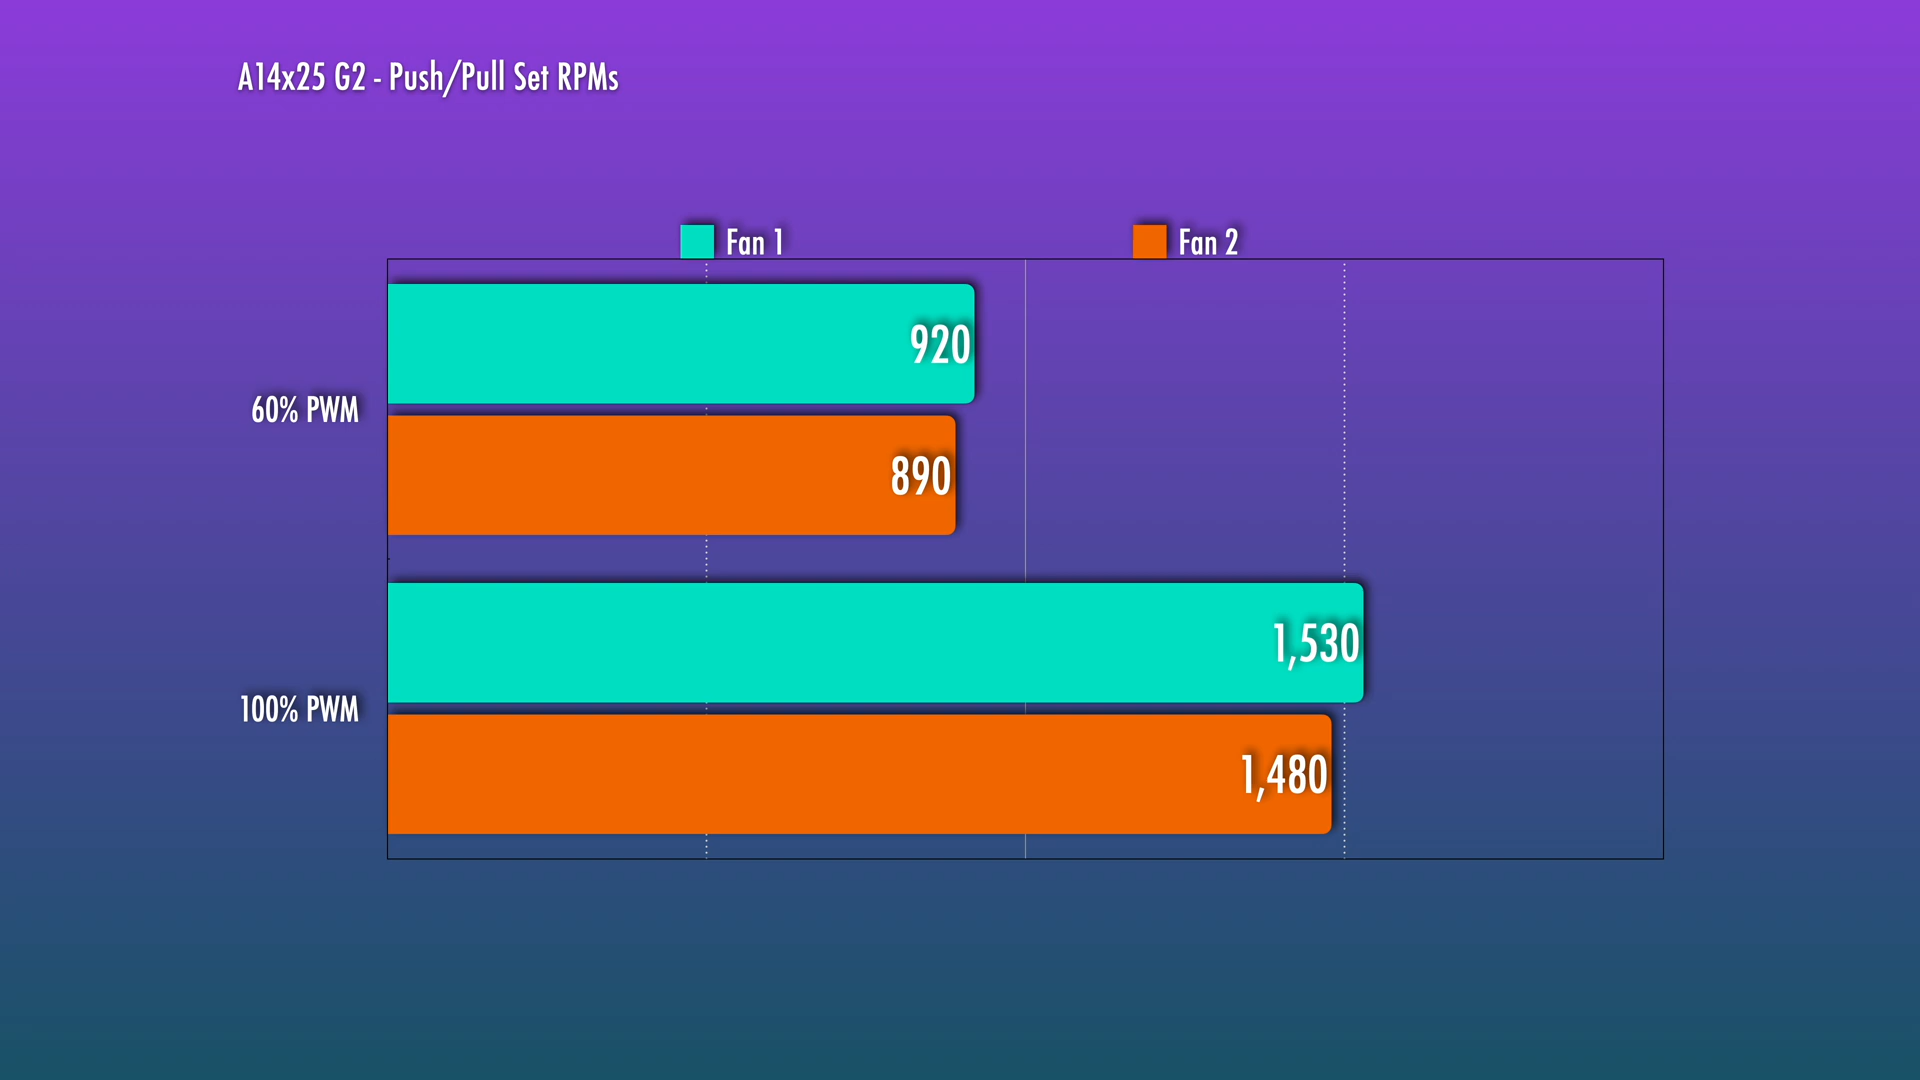 A14x25 G2 - Push/Pull Set RPMs
Fan 1
Fan 2
920
60% PWM
890
1,530
100% PWM
1,480